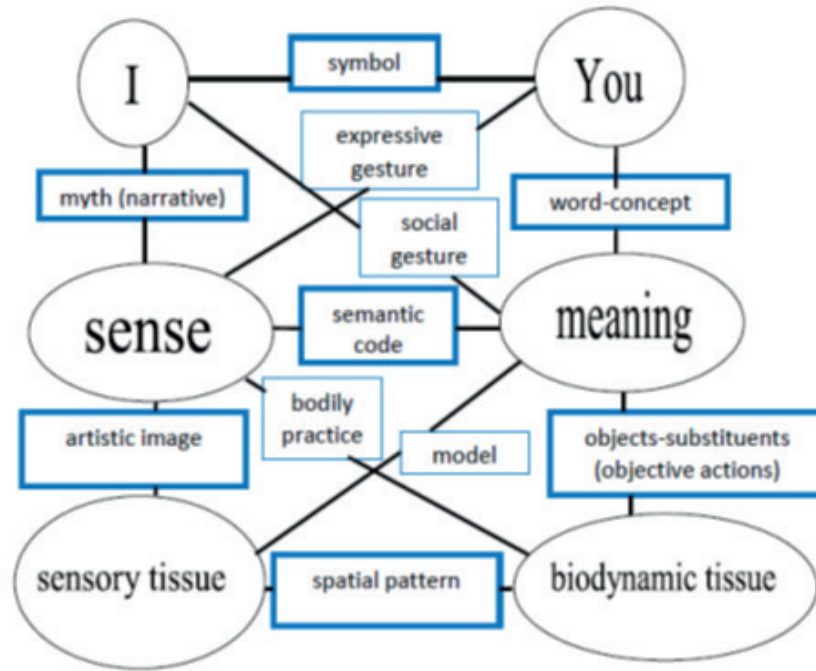 I
symbol
You
expressive
gesture
myth (narrative)
word-concept
social
gesture
sense
semantic
code
meaning
bodily
practice
artistic image
model
objects-substituents
(objective actions)
sensory tissue
spatial pattern
biodynamic tissue